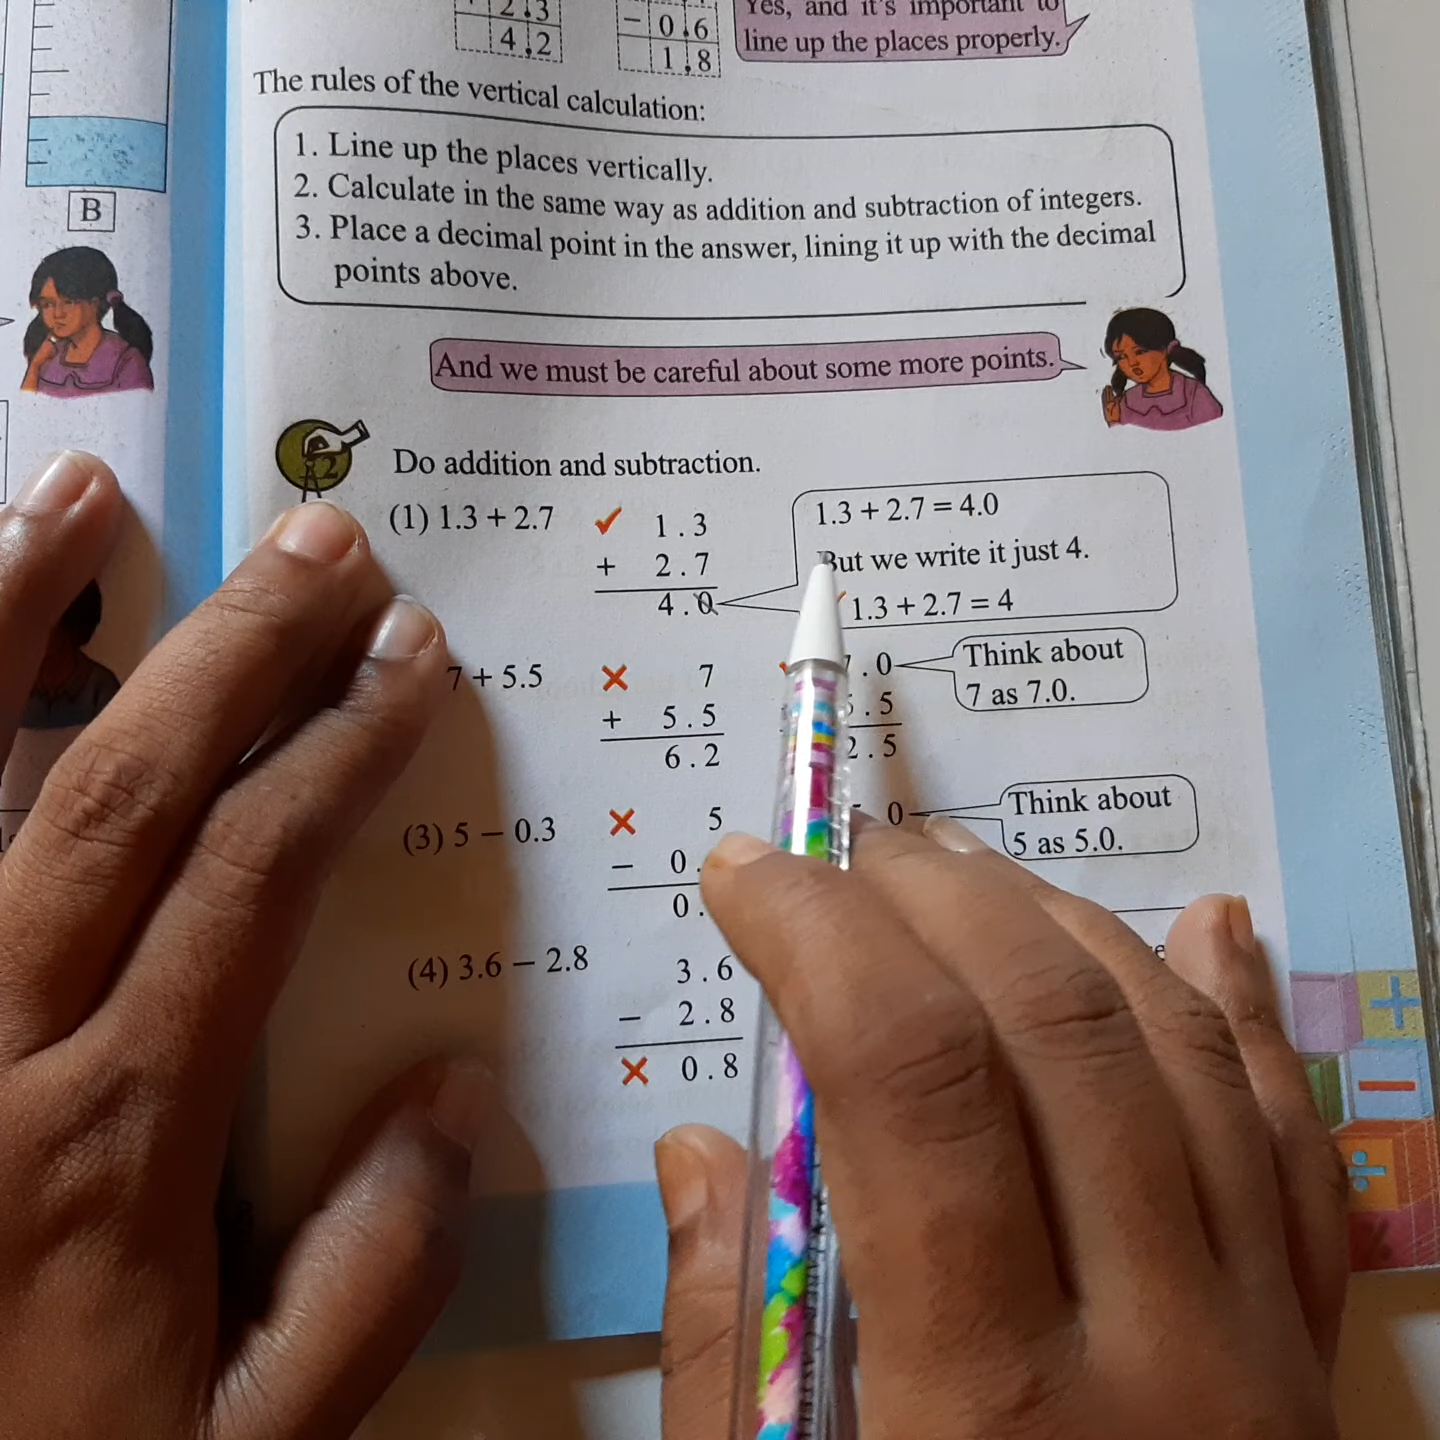 2.3
4.2
- 0.6
1.8
Yes, and it's important to
line up the places properly.
The rules of the vertical calculation:
1. Line up the places vertically.
2. Calculate in the same way as addition and subtraction of integers.
3. Place a decimal point in the answer, lining it up with the decimal
points above.
B
And we must be careful about some more points.
2 Do addition and subtraction.
(1) 1.3 + 2.7
✓ 1.3
+ 2.7
4.0
1.3 + 2.7 = 4.0
But we write it just 4.
1.3 + 2.7 = 4
7 + 5.5
× 7
+ 5.5
6.2
.0
.5
2.5
Think about
7 as 7.0.
(3) 5 − 0.3
× 5
− 0.
0.
0
Think about
5 as 5.0.
(4) 3.6 − 2.8
3.6
− 2.8
× 0.8
+
−
÷
%